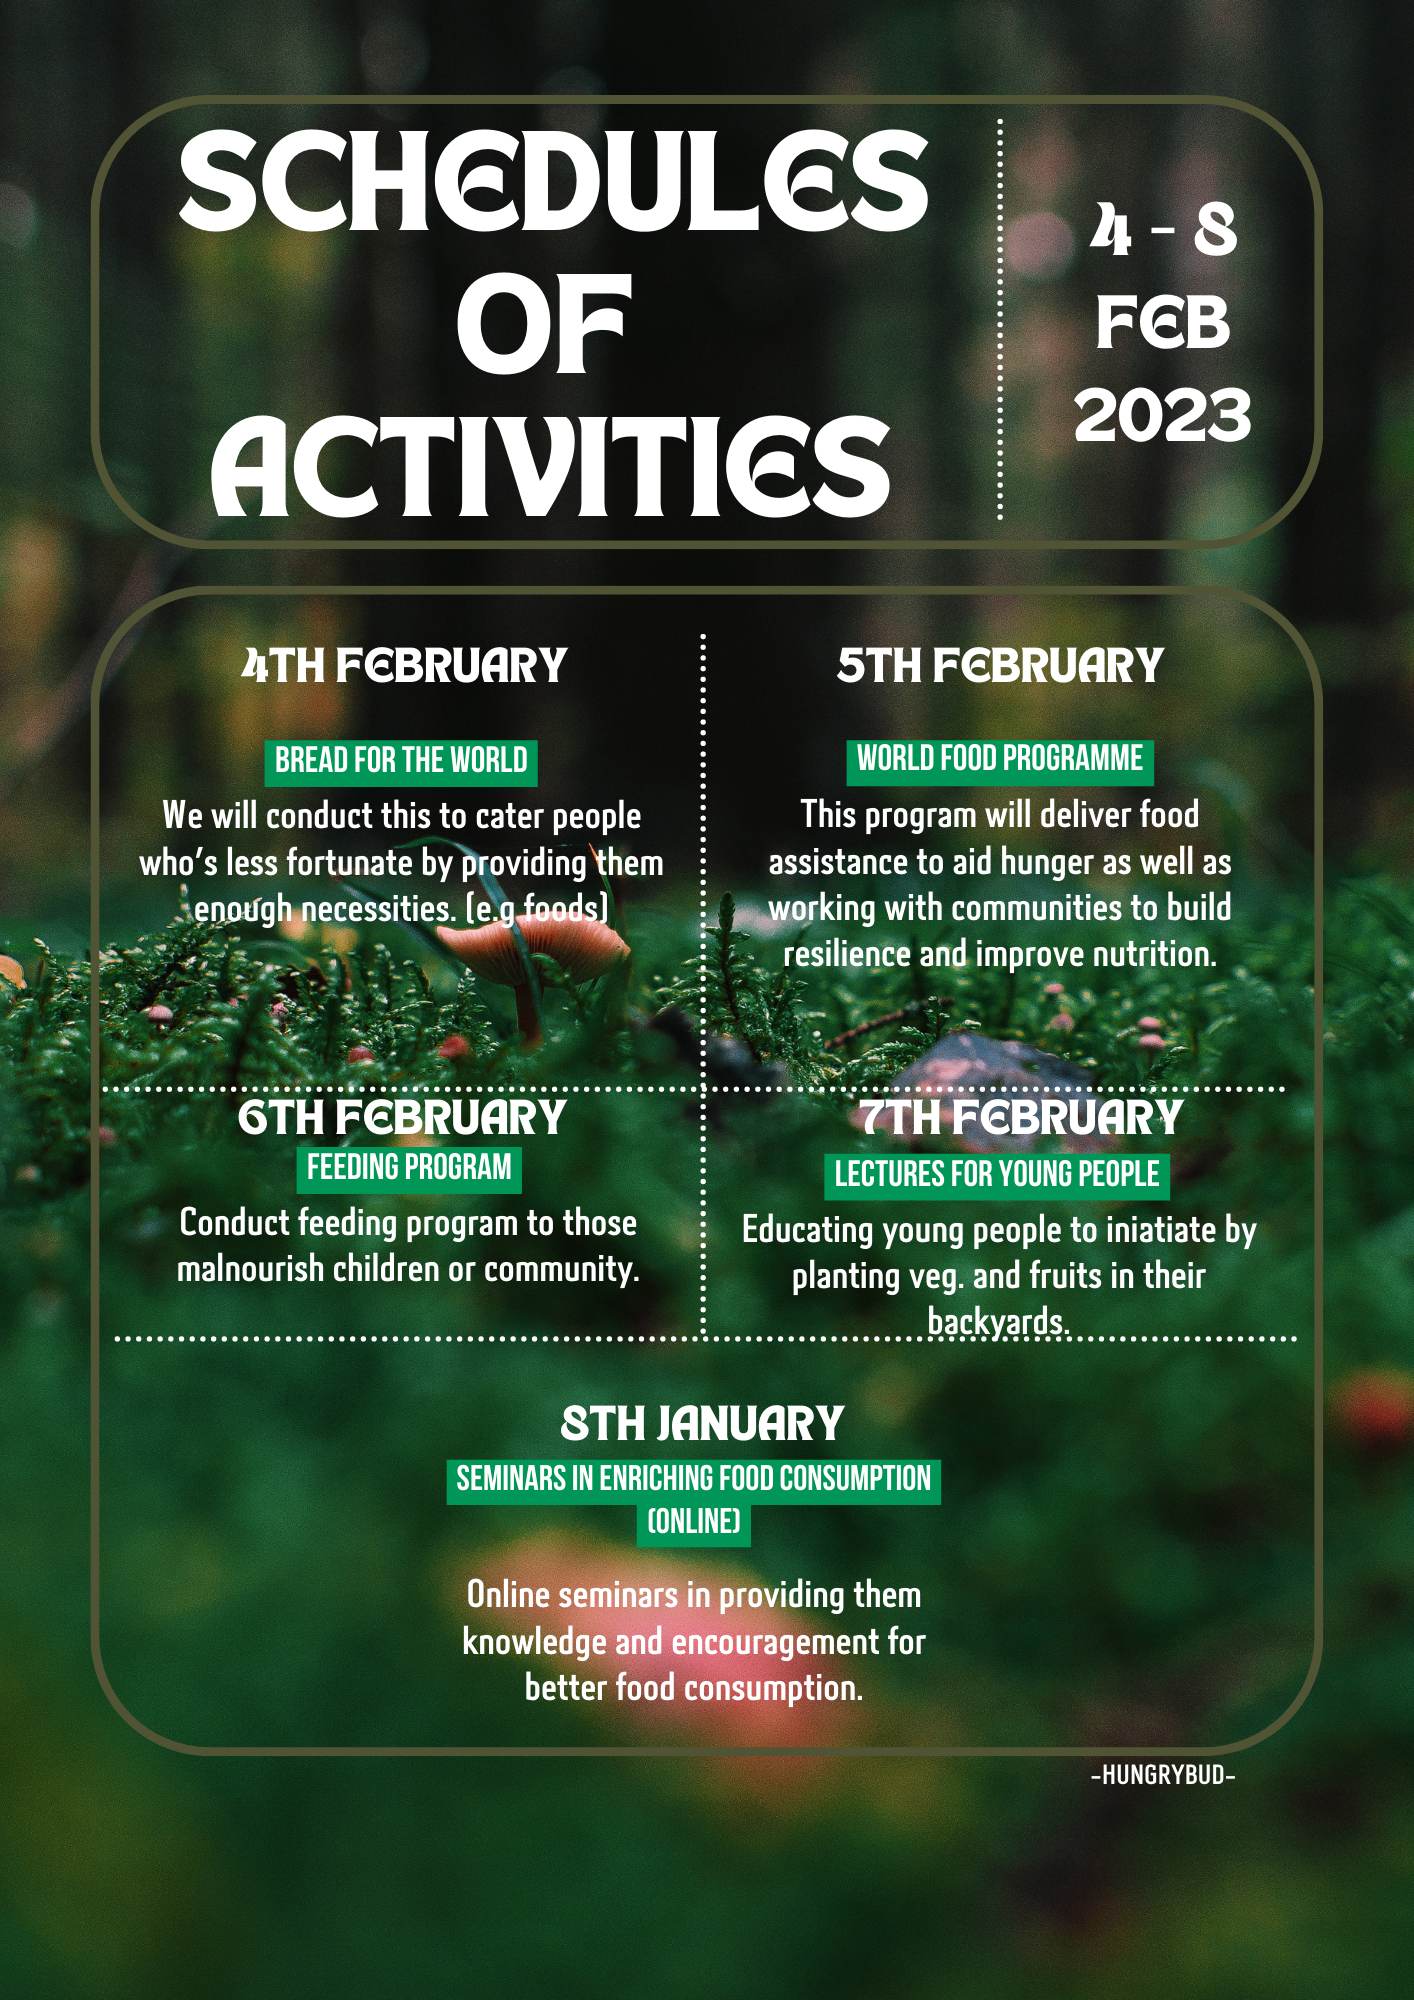 SCHEDULES
OF
ACTIVITIES
4 - 8
FEB
2023
4TH FEBRUARY
BREAD FOR THE WORLD
We will conduct this to cater people
who's less fortunate by providing them
enough necessities. (e.g foods)
5TH FEBRUARY
WORLD FOOD PROGRAMME
This program will deliver food
assistance to aid hunger as well as
working with communities to build
resilience and improve nutrition.
6TH FEBRUARY
FEEDING PROGRAM
Conduct feeding program to those
malnourish children or community.
7TH FEBRUARY
LECTURES FOR YOUNG PEOPLE
Educating young people to iniatiate by
planting veg. and fruits in their
backyards.
8TH JANUARY
SEMINARS IN ENRICHING FOOD CONSUMPTION
(ONLINE)
Online seminars in providing them
knowledge and encouragement for
better food consumption.
-HUNGRYBUD-